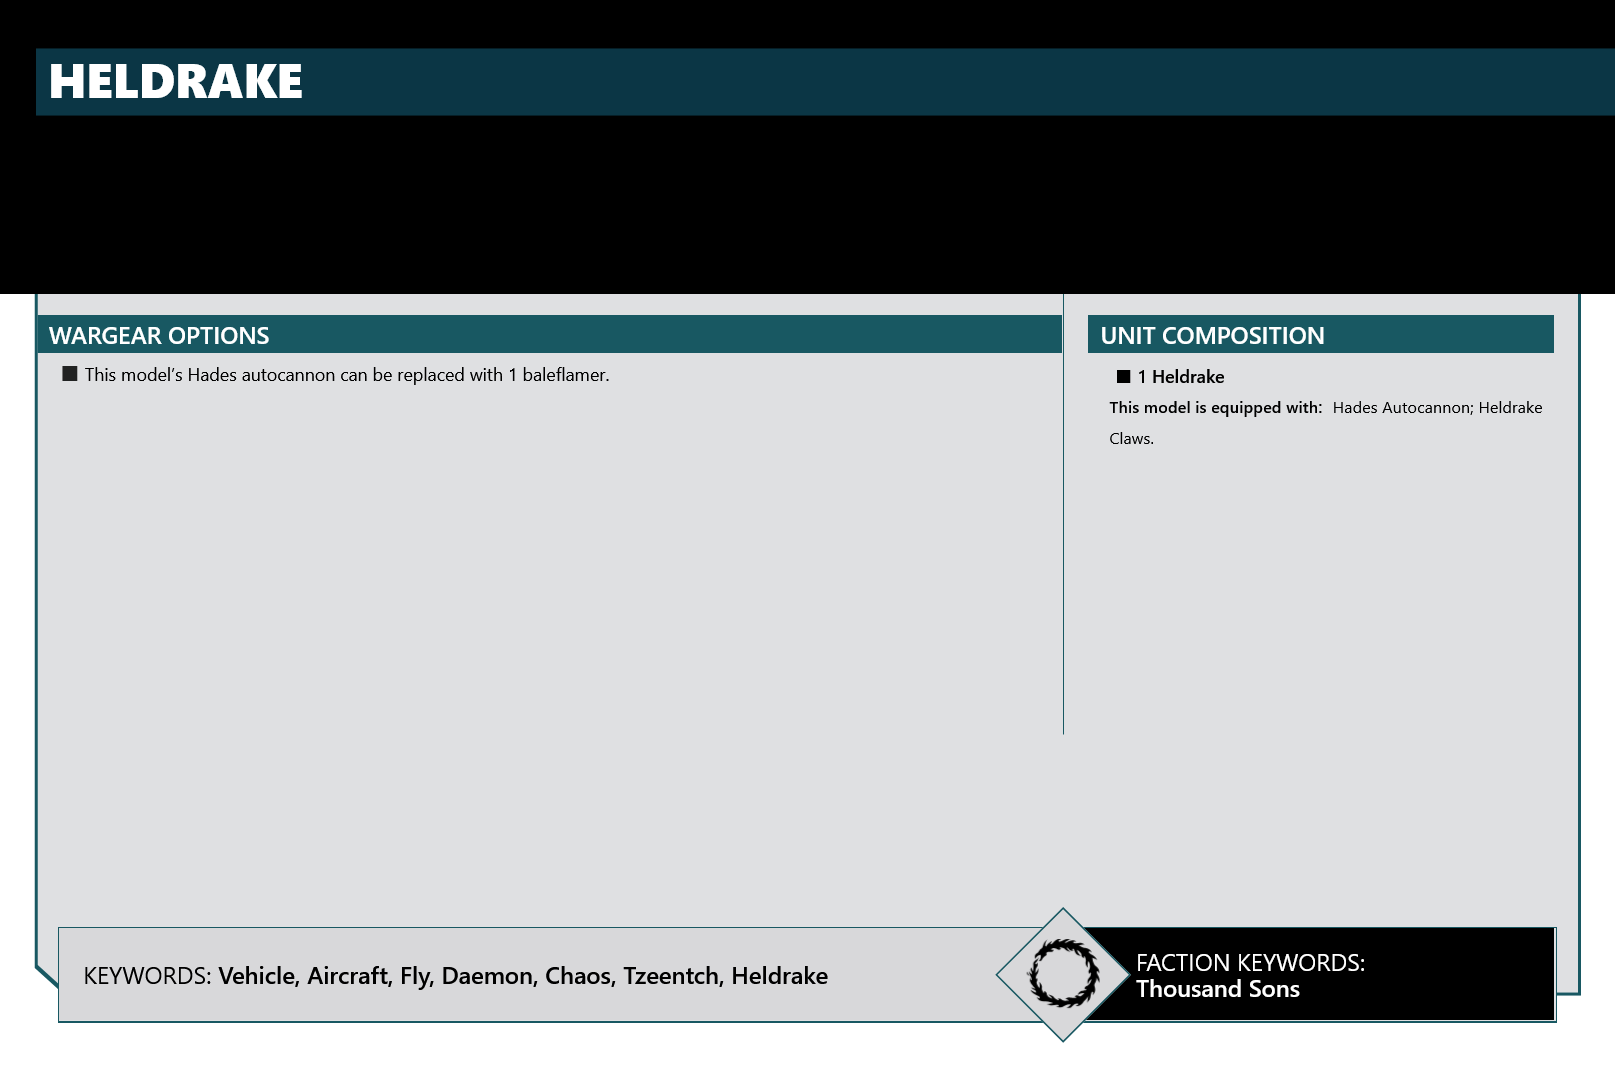 HELDRAKE
WARGEAR OPTIONS
■ This model's Hades autocannon can be replaced with 1 baleflamer.
UNIT COMPOSITION
■ 1 Heldrake
This model is equipped with: Hades Autocannon; Heldrake
Claws.
KEYWORDS: Vehicle, Aircraft, Fly, Daemon, Chaos, Tzeentch, Heldrake
FACTION KEYWORDS:
Thousand Sons